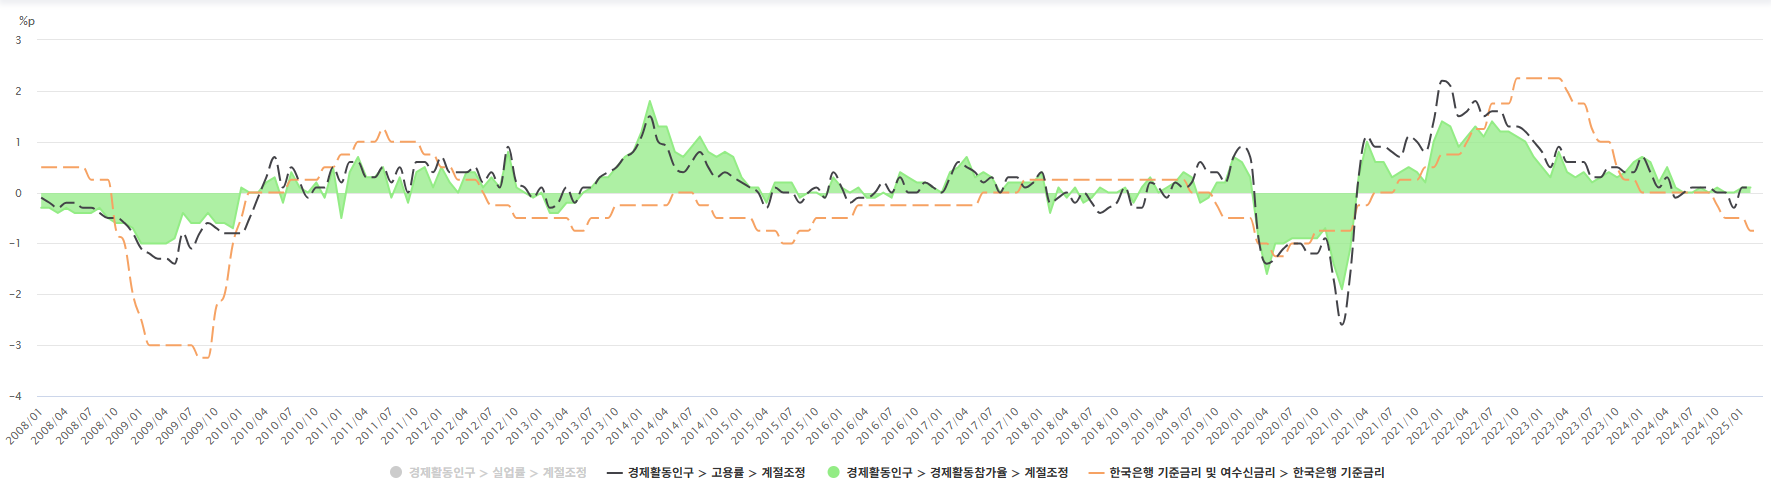 %p
3
2
1
0
−1
−2
−3
−4
2008/01 2008/04 2008/07 2008/10 2009/01 2009/04 2009/07 2009/10 2010/01 2010/04 2010/07 2010/10 2011/01 2011/04 2011/07 2011/10 2012/01 2012/04 2012/07 2012/10 2013/01 2013/04 2013/07 2013/10 2014/01 2014/04 2014/07 2014/10 2015/01 2015/04 2015/07 2015/10 2016/01 2016/04 2016/07 2016/10 2017/01 2017/04 2017/07 2017/10 2018/01 2018/04 2018/07 2018/10 2019/01 2019/04 2019/07 2019/10 2020/01 2020/04 2020/07 2020/10 2021/01 2021/04 2021/07 2021/10 2022/01 2022/04 2022/07 2022/10 2023/01 2023/04 2023/07 2023/10 2024/01 2024/04 2024/07 2024/10 2025/01
경제활동인구 > 실업률 > 계절조정 경제활동인구 > 고용률 > 계절조정 경제활동인구 > 경제활동참가율 > 계절조정 한국은행 기준금리 및 여수신금리 > 한국은행 기준금리